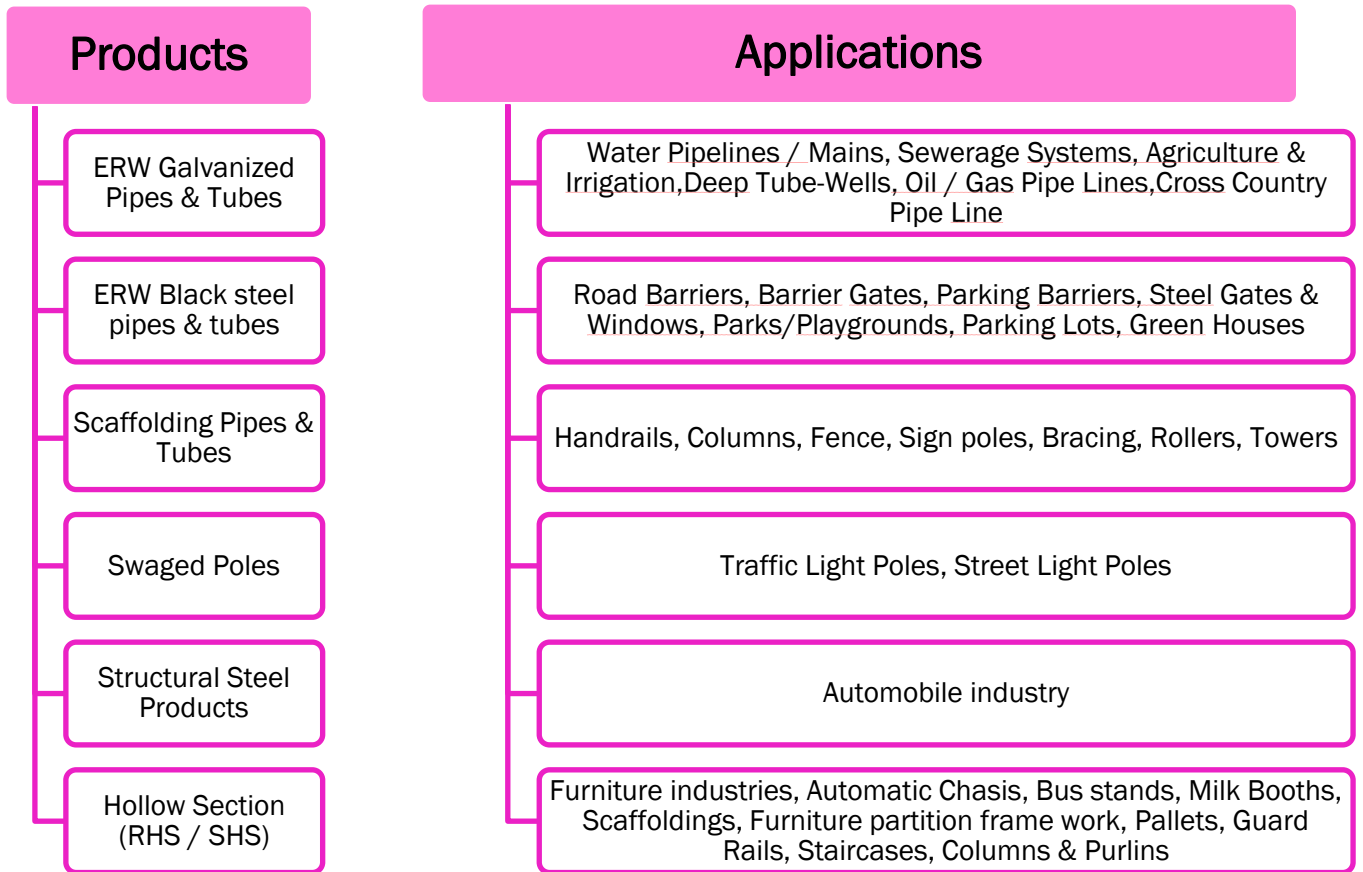 Products
Applications
ERW Galvanized
Pipes & Tubes
Water Pipelines / Mains, Sewerage Systems, Agriculture &
Irrigation,Deep Tube-Wells, Oil / Gas Pipe Lines,Cross Country
Pipe Line
ERW Black steel
pipes & tubes
Road Barriers, Barrier Gates, Parking Barriers, Steel Gates &
Windows, Parks/Playgrounds, Parking Lots, Green Houses
Scaffolding Pipes &
Tubes
Handrails, Columns, Fence, Sign poles, Bracing, Rollers, Towers
Swaged Poles
Traffic Light Poles, Street Light Poles
Structural Steel
Products
Automobile industry
Hollow Section
(RHS / SHS)
Furniture industries, Automatic Chasis, Bus stands, Milk Booths,
Scaffoldings, Furniture partition frame work, Pallets, Guard
Rails, Staircases, Columns & Purlins